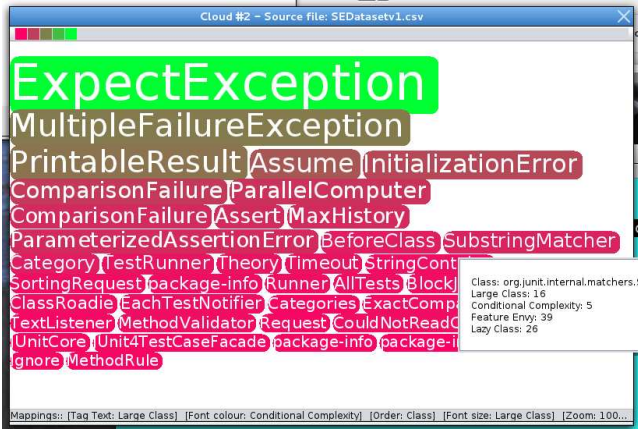 Cloud #2 - Source file: SEDatasetv1.csv
ExpectException
MultipleFailureException
PrintableResult Assume InitializationError
ComparisonFailure ParallelComputer
ComparisonFailure Assert MaxHistory
ParameterizedAssertionError BeforeClass SubstringMatcher
Category TestRunner Theory Timeout
SortingRequest package-info Runner AllTests
ClassRoadie EachTestNotifier Categories
TextListener MethodValidator Request
JUnitCore JUnit4TestCaseFacade package-info
Ignore MethodRule
Class: org.junit.internal.matchers.
Large Class: 16
Conditional Complexity: 5
Feature Envy: 39
Lazy Class: 26
Mappings:: [Tag Text: Large Class] [Font colour: Conditional Complexity] [Order: Class] [Font size: Large Class] [Zoom: 100...